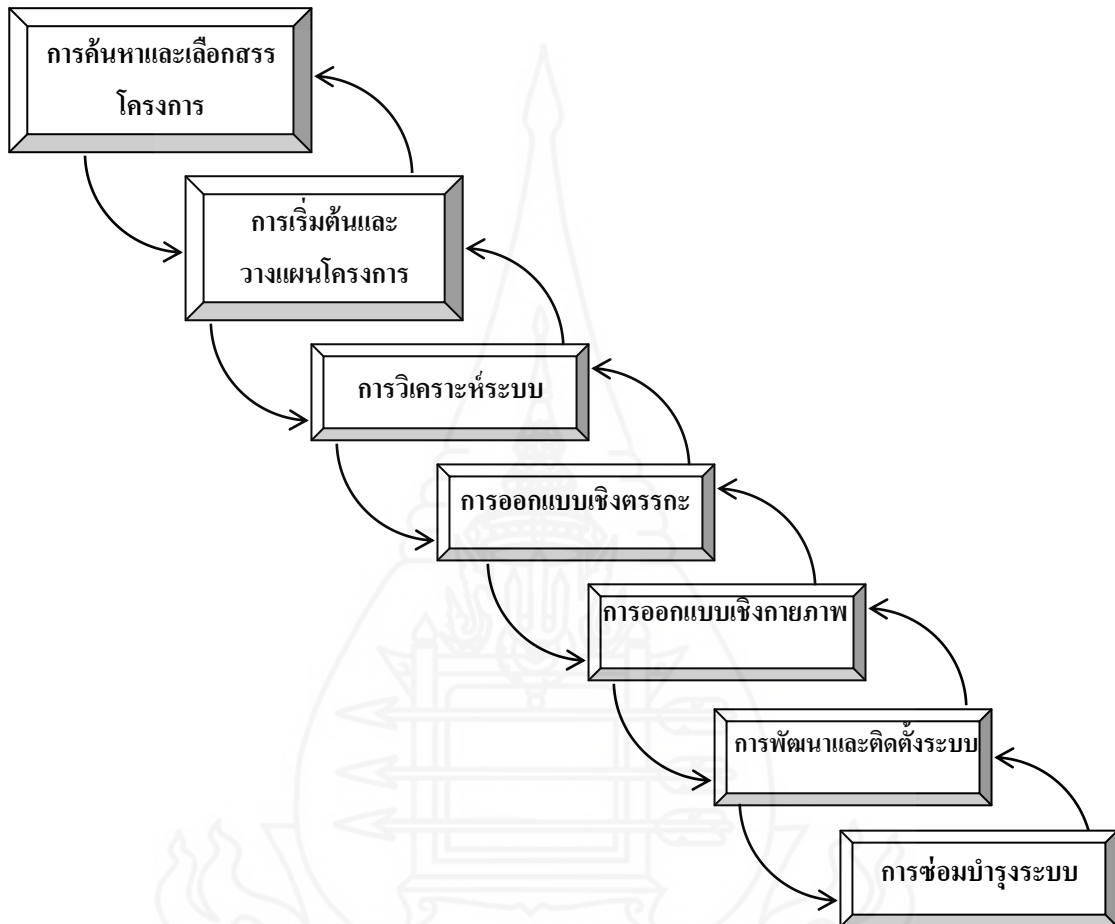 การค้นหาและเลือกสรร
โครงการ
การเริ่มต้นและ
วางแผนโครงการ
การวิเคราะห์ระบบ
การออกแบบเชิงตรรกะ
การออกแบบเชิงกายภาพ
การพัฒนาและติดตั้งระบบ
การซ่อมบำรุงระบบ